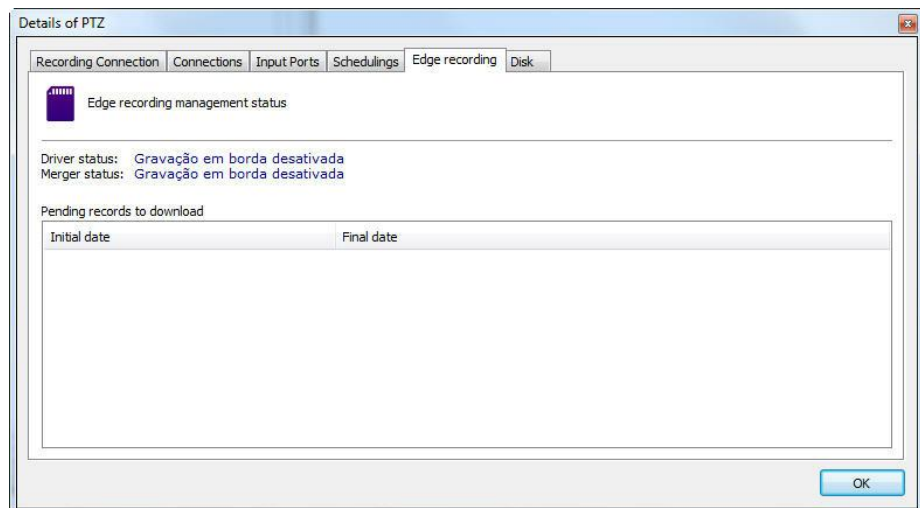 Details of PTZ
Recording Connection Connections Input Ports Schedulings Edge recording Disk
Edge recording management status
Driver status: Gravação em borda desativada
Merger status: Gravação em borda desativada
Pending records to download
Initial date Final date
OK